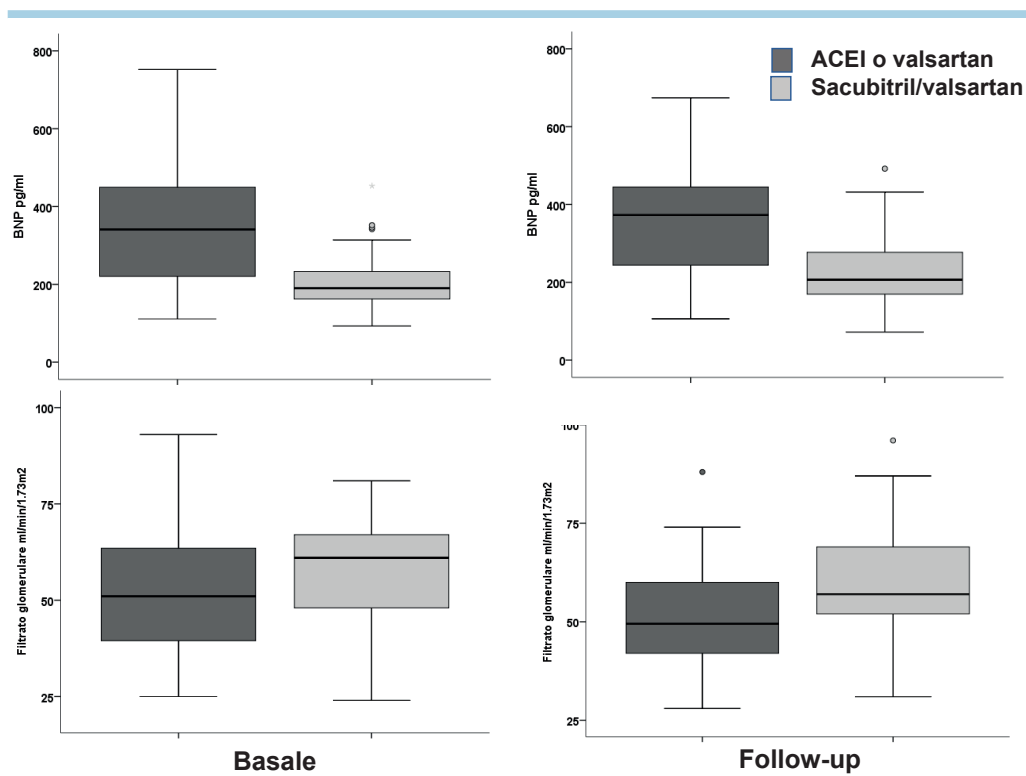 800
600
400
200
0
BNP pg/ml
800
600
400
200
0
BNP pg/ml
ACEI o valsartan
Sacubitril/valsartan
100
75
50
25
Filtrato glomerulare ml/min/1.73m2
100
75
50
25
Filtrato glomerulare ml/min/1.73m2
Basale
Follow-up